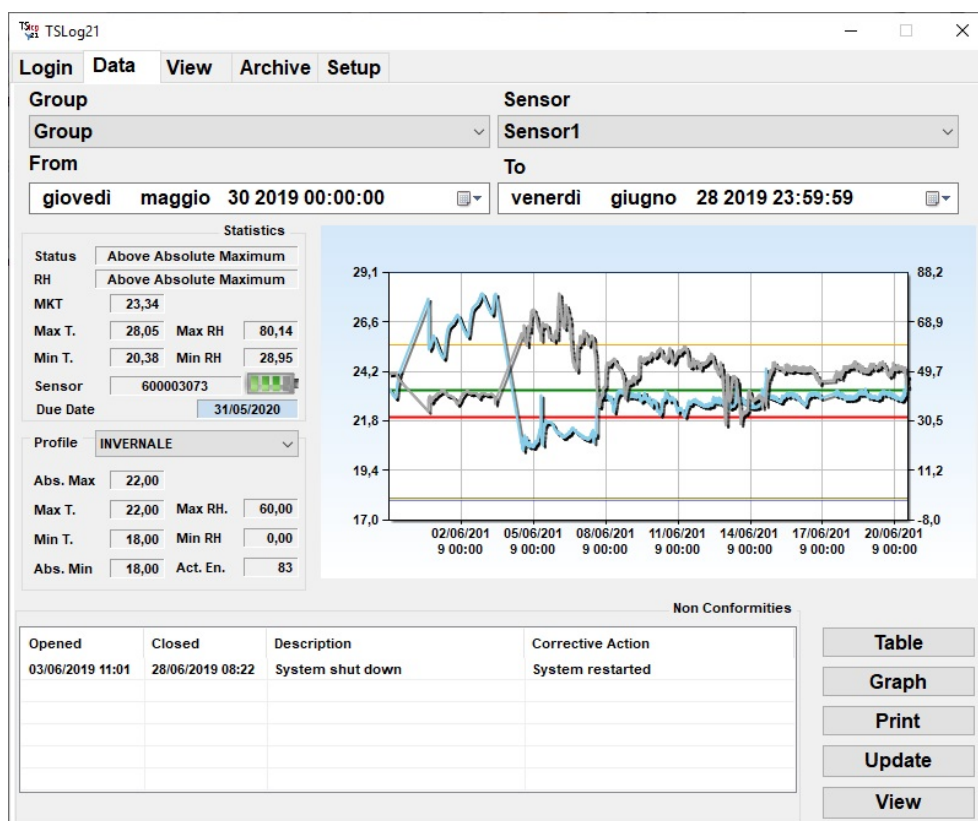 TSLog21
Login Data View Archive Setup
Group Sensor
Group Sensor1
From To
giovedì maggio 30 2019 00:00:00 venerdì giugno 28 2019 23:59:59
Statistics
Status Above Absolute Maximum
RH Above Absolute Maximum
MKT 23,34
Max T. 28,05 Max RH 80,14
Min T. 20,38 Min RH 28,95
Sensor 600003073
Due Date 31/05/2020
Profile INVERNALE
Abs. Max 22,00
Max T. 22,00 Max RH. 60,00
Min T. 18,00 Min RH 0,00
Abs. Min 18,00 Act. En. 83
29,1 88,2
26,6 68,9
24,2 49,7
21,8 30,5
19,4 11,2
17,0 -8,0
02/06/201 05/06/201 08/06/201 11/06/201 14/06/201 17/06/201 20/06/201
9 00:00 9 00:00 9 00:00 9 00:00 9 00:00 9 00:00 9 00:00
Non Conformities
Opened Closed Description Corrective Action
03/06/2019 11:01 28/06/2019 08:22 System shut down System restarted
Table
Graph
Print
Update
View